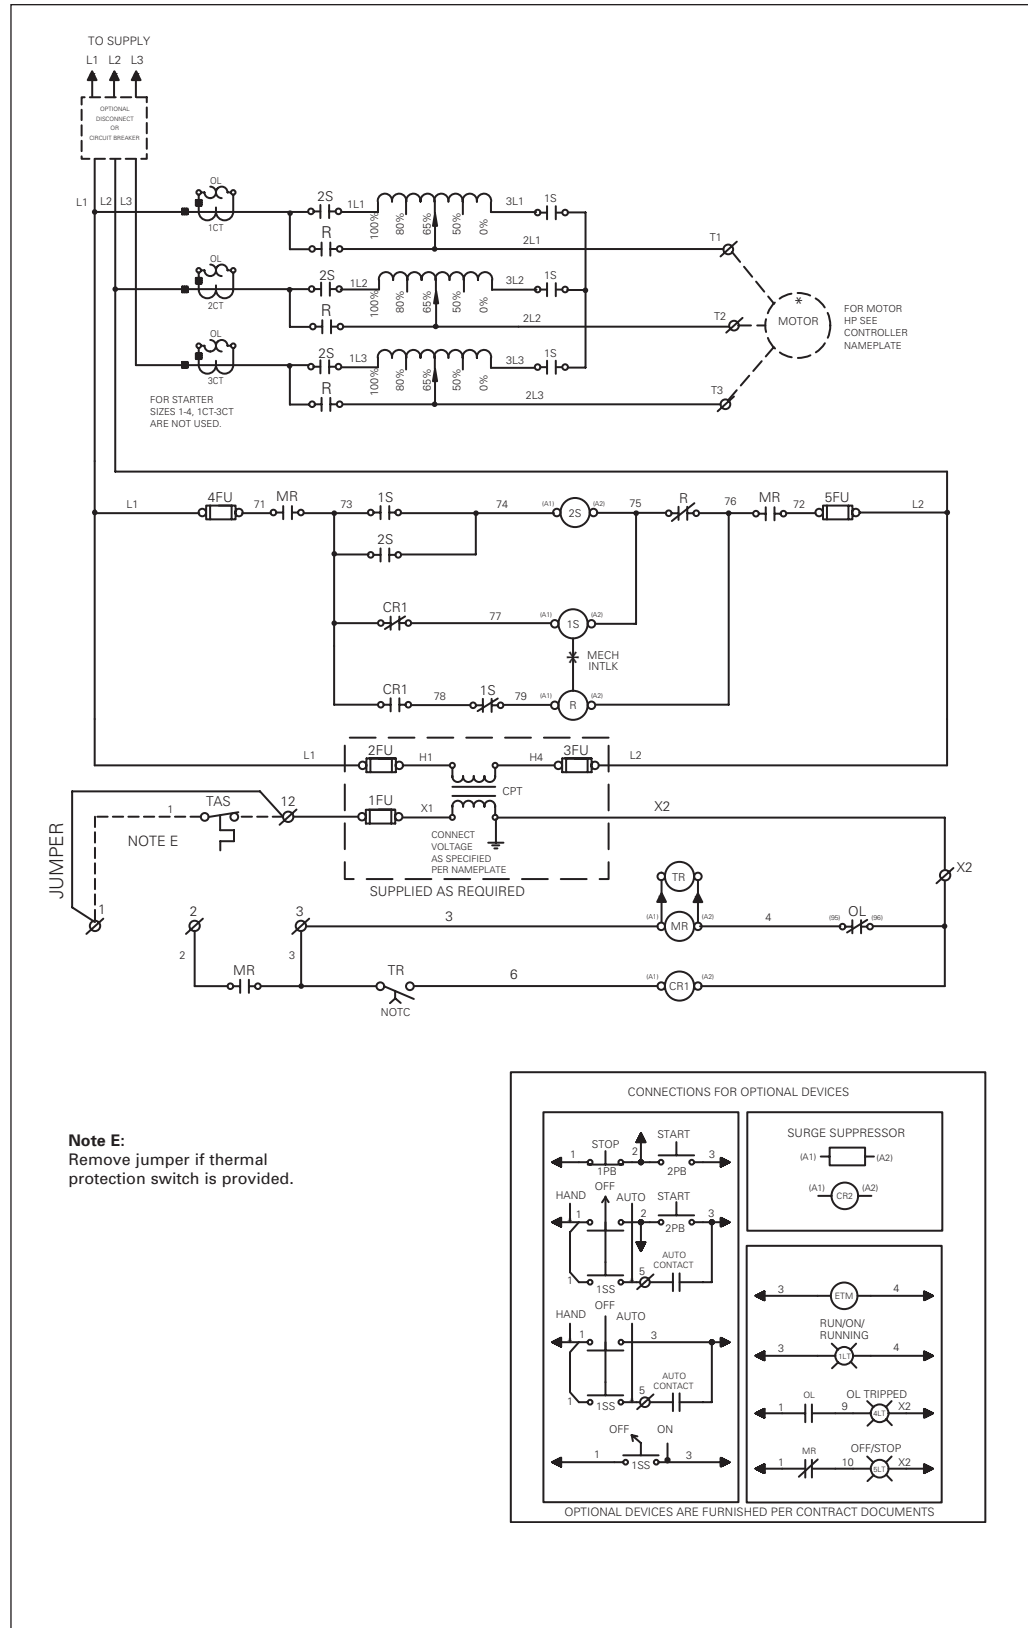 TO SUPPLY
L1 L2 L3
OPTIONAL
DISCONNECT
OR
CIRCUIT BREAKER
L1 L2 L3
OL
1CT
2S 1L1 3L1 1S
100% 80% 65% 50% 0%
R 2L1 T1
OL
2CT
2S 1L2 3L2 1S
100% 80% 65% 50% 0%
R 2L2 T2
OL
3CT
2S 1L3 3L3 1S
100% 80% 65% 50% 0%
R 2L3 T3
*
MOTOR
FOR MOTOR
HP SEE
CONTROLLER
NAMEPLATE
FOR STARTER
SIZES 1-4, 1CT-3CT
ARE NOT USED.
L1 4FU 71 MR 73 1S 74 (A1) 2S (A2) 75 R 76 MR 72 5FU L2
2S
CR1 77 (A1) 1S (A2)
MECH
INTLK
CR1 78 1S 79 (A1) R (A2)
L1 2FU H1 H4 3FU L2
CPT
1 TAS 12 1FU X1 X2
NOTE E
JUMPER
CONNECT
VOLTAGE
AS SPECIFIED
PER NAMEPLATE
SUPPLIED AS REQUIRED
X2
TR
1 2 3 3 (A1) MR (A2) 4 (95) OL (96)
2 MR 3 TR 6 (A1) CR1 (A2)
NOTC
CONNECTIONS FOR OPTIONAL DEVICES
1 STOP 2 START 3
1PB 2PB
OFF
HAND AUTO START
1 2 3
2PB
AUTO
CONTACT
1 1SS 5
OFF
HAND AUTO
1 3
AUTO
CONTACT
1 1SS 5
OFF ON
1 1SS 3
SURGE SUPPRESSOR
(A1) (A2)
(A1) CR2 (A2)
3 ETM 4
RUN/ON/
RUNNING
3 1LT 4
OL OL TRIPPED
1 9 4LT X2
MR OFF/STOP
1 10 5LT X2
OPTIONAL DEVICES ARE FURNISHED PER CONTRACT DOCUMENTS
Note E:
Remove jumper if thermal
protection switch is provided.